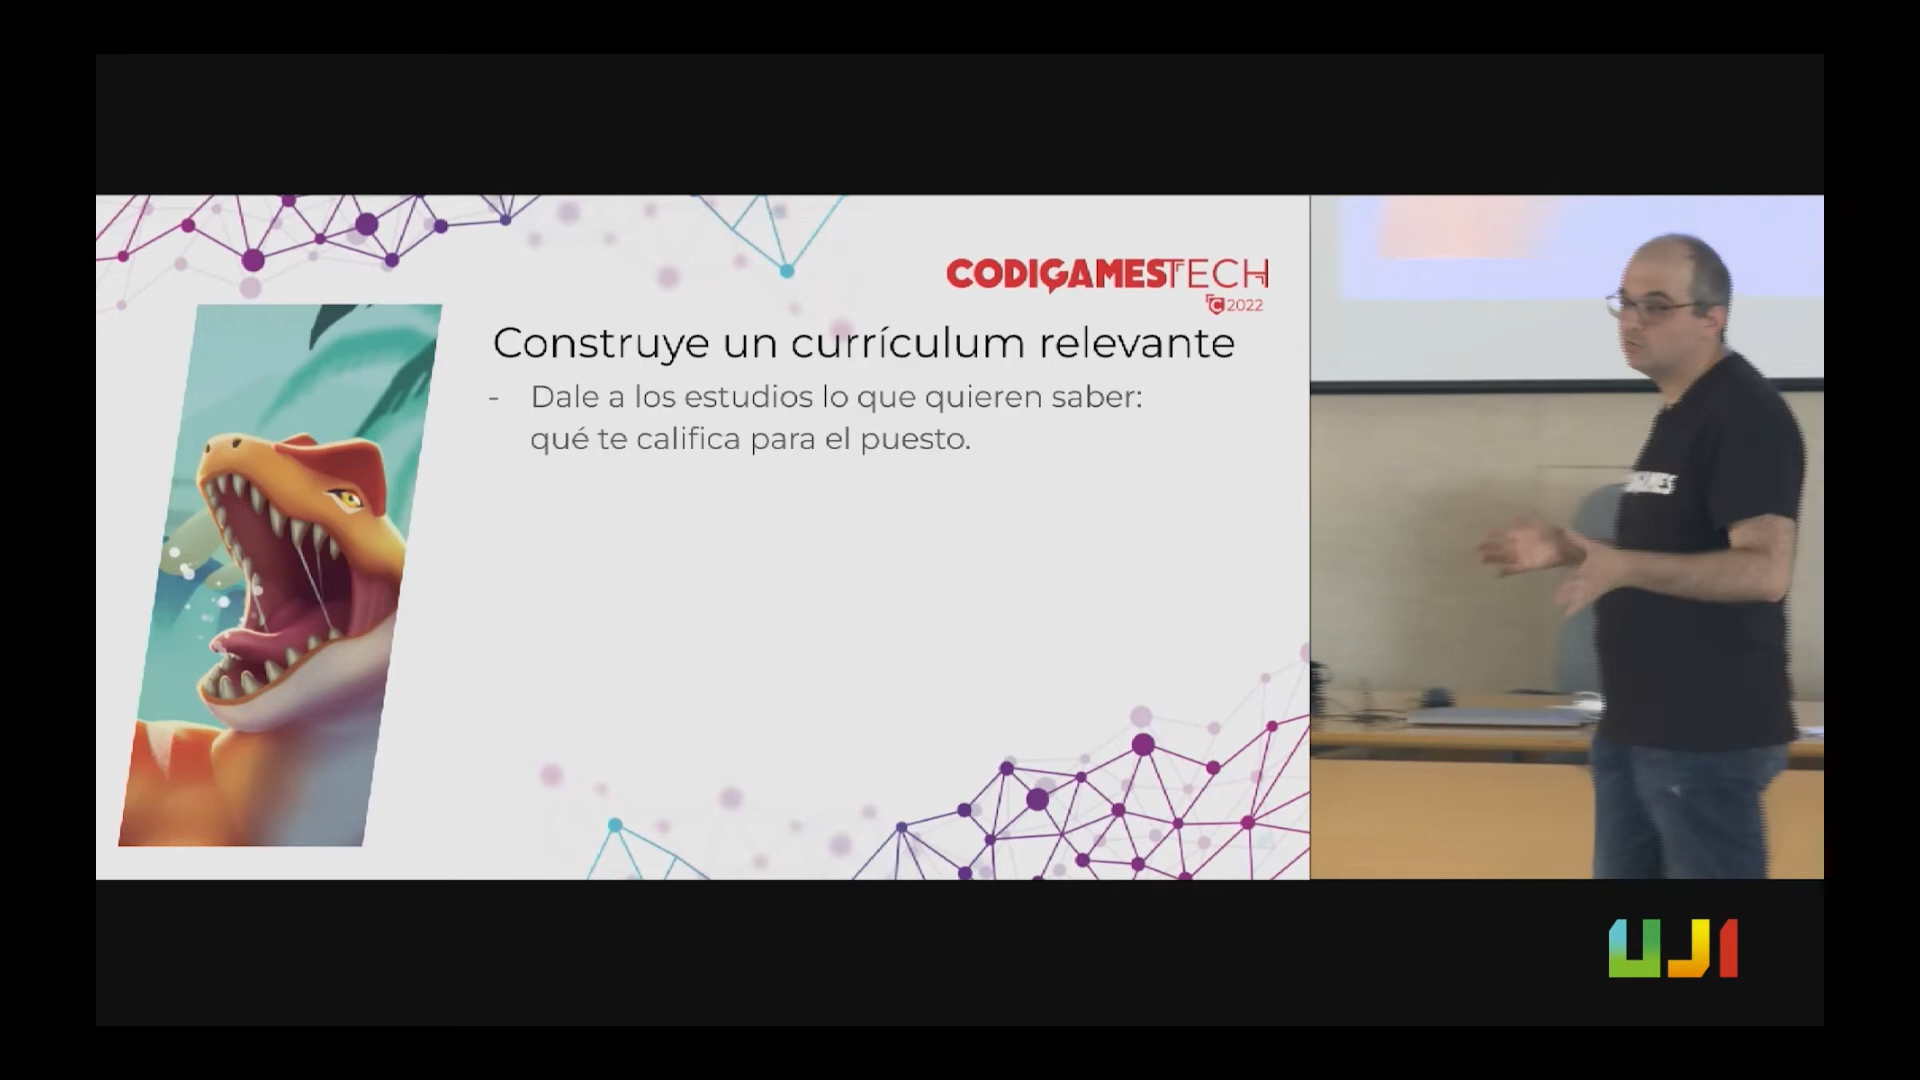 CODIGAMESTECH
C2022
Construye un currículum relevante
- Dale a los estudios lo que quieren saber:
qué te califica para el puesto.
UJI